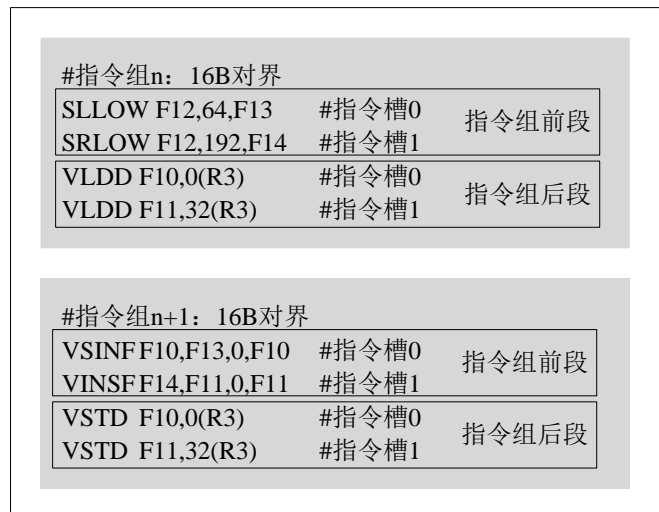 #指令组n：16B对界
SLLOW F12,64,F13 #指令槽0
SRLOW F12,192,F14 #指令槽1
指令组前段
VLDD F10,0(R3) #指令槽0
VLDD F11,32(R3) #指令槽1
指令组后段
#指令组n+1：16B对界
VSINF F10,F13,0,F10 #指令槽0
VINSF F14,F11,0,F11 #指令槽1
指令组前段
VSTD F10,0(R3) #指令槽0
VSTD F11,32(R3) #指令槽1
指令组后段